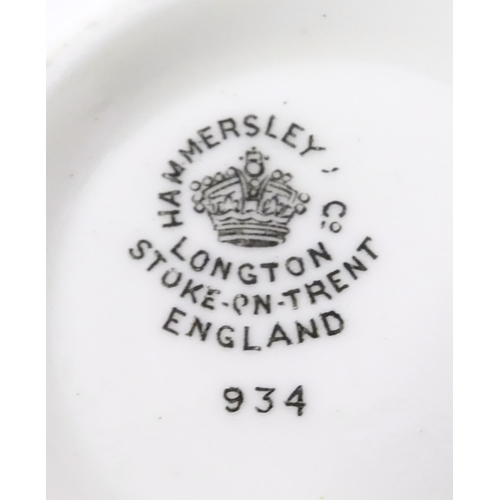 HAMMERSLEY & Cº
LONGTON
STOKE-ON-TRENT
ENGLAND
934